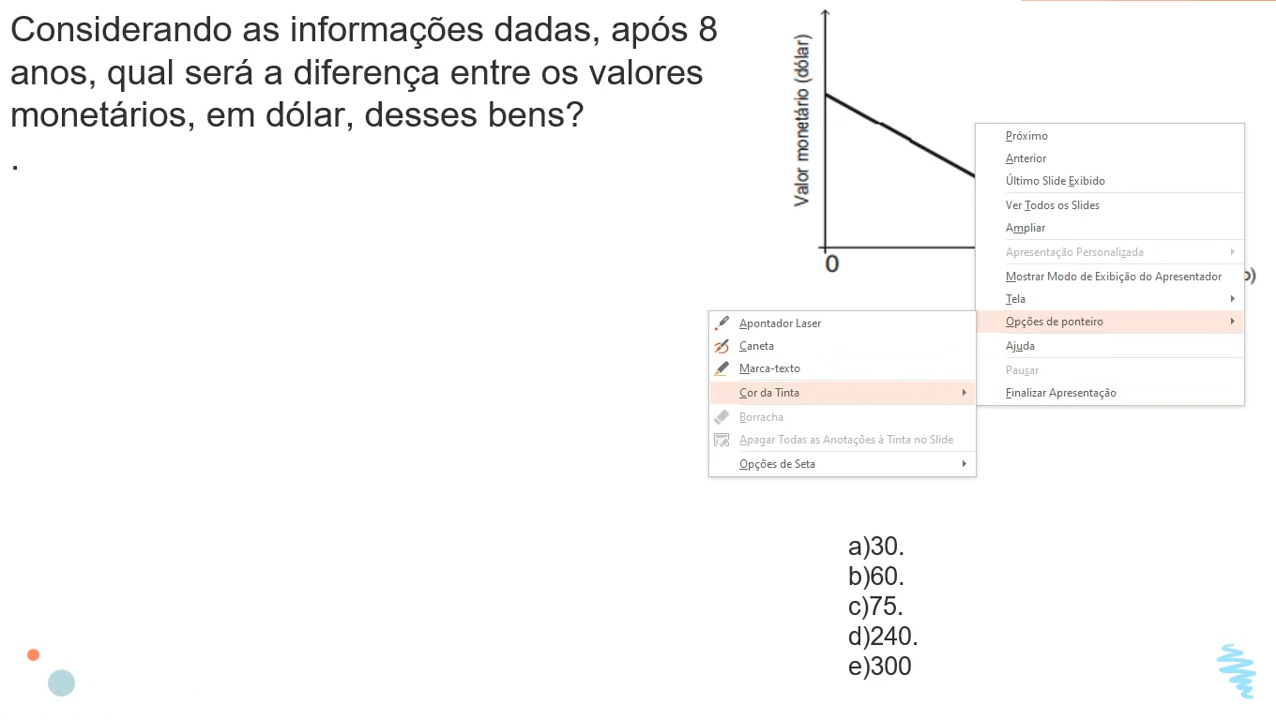 Considerando as informações dadas, após 8
anos, qual será a diferença entre os valores
monetários, em dólar, desses bens?
.
Valor monetário (dólar)
0
o)
Próximo
Anterior
Último Slide Exibido
Ver Todos os Slides
Ampliar
Apresentação Personalizada
Mostrar Modo de Exibição do Apresentador
Tela
Opções de ponteiro
Ajuda
Pausar
Finalizar Apresentação
Apontador Laser
Caneta
Marca-texto
Cor da Tinta
Borracha
Apagar Todas as Anotações à Tinta no Slide
Opções de Seta
a)30.
b)60.
c)75.
d)240.
e)300